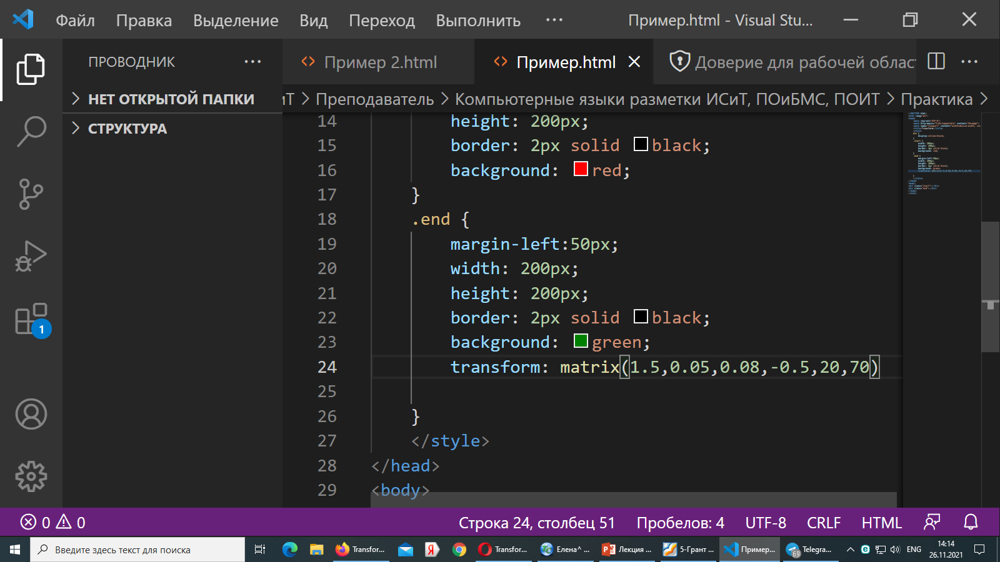 Файл Правка Выделение Вид Переход Выполнить ··· Пример.html - Visual Stu...
ПРОВОДНИК ···
Пример 2.html Пример.html Доверие для рабочей облас
НЕТ ОТКРЫТОЙ ПАПКИ
иТ > Преподаватель > Компьютерные языки разметки ИСиТ, ПОиБМС, ПОИТ > Практика >
СТРУКТУРА
14 height: 200px;
15 border: 2px solid black;
16 background: red;
17 }
18 .end {
19 margin-left:50px;
20 width: 200px;
21 height: 200px;
22 border: 2px solid black;
23 background: green;
24 transform: matrix(1.5,0.05,0.08,-0.5,20,70)
25
26 }
27 </style>
28 </head>
29 <body>
1
0 0 Строка 24, столбец 51 Пробелов: 4 UTF-8 CRLF HTML
Введите здесь текст для поиска Transfor... Я Transfor... Елена^ ... Лекция ... 5-Грант ... Пример... 69 Telegra... ENG 14:14
26.11.2021